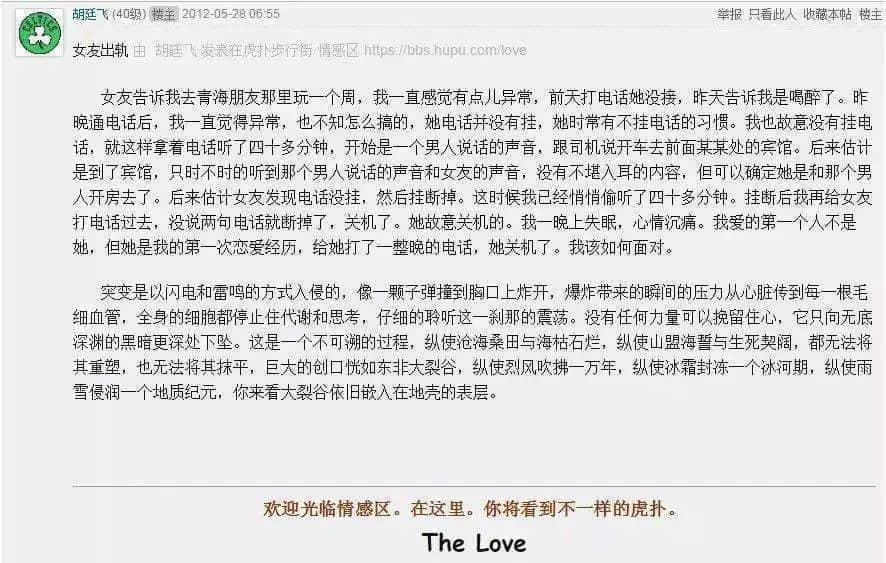 CELTICS
胡廷飞 (40级) 楼主 2012-05-28 06:55 举报 只看此人 收藏本帖 楼主
女友出轨 由 胡廷飞 发表在虎扑步行街·情感区 https://bbs.hupu.com/love
女友告诉我去青海朋友那里玩一个周，我一直感觉有点儿异常，前天打电话她没接，昨天告诉我是喝醉了。昨
晚通电话后，我一直觉得异常，也不知怎么搞的，她电话并没有挂，她时常有不挂电话的习惯。我也故意没有挂电
话，就这样拿着电话听了四十多分钟，开始是一个男人说话的声音，跟司机说开车去前面某某处的宾馆。后来估计
是到了宾馆，只时不时的听到那个男人说话的声音和女友的声音，没有不堪入耳的内容，但可以确定她是和那个男
人开房去了。后来估计女友发现电话没挂，然后挂断掉。这时候我已经悄悄偷听了四十多分钟。挂断后我再给女友
打电话过去，没说两句电话就断掉了，关机了。她故意关机的。我一晚上失眠，心情沉痛。我爱的第一个人不是
她，但她是我的第一次恋爱经历，给她打了一整晚的电话，她关机了。我该如何面对。
突变是以闪电和雷鸣的方式入侵的，像一颗子弹撞到胸口上炸开，爆炸带来的瞬间的压力从心脏传到每一根毛
细血管，全身的细胞都停止住代谢和思考，仔细的聆听这一刹那的震荡。没有任何力量可以挽留住心，它只向无底
深渊的黑暗更深处下坠。这是一个不可溯的过程，纵使沧海桑田与海枯石烂，纵使山盟海誓与生死契阔，都无法将
其重塑，也无法将其抹平，巨大的创口恍如东非大裂谷，纵使烈风吹拂一万年，纵使冰霜封冻一个冰河期，纵使雨
雪侵润一个地质纪元，你来看大裂谷依旧嵌入在地壳的表层。
欢迎光临情感区。在这里。你将看到不一样的虎扑。
The Love